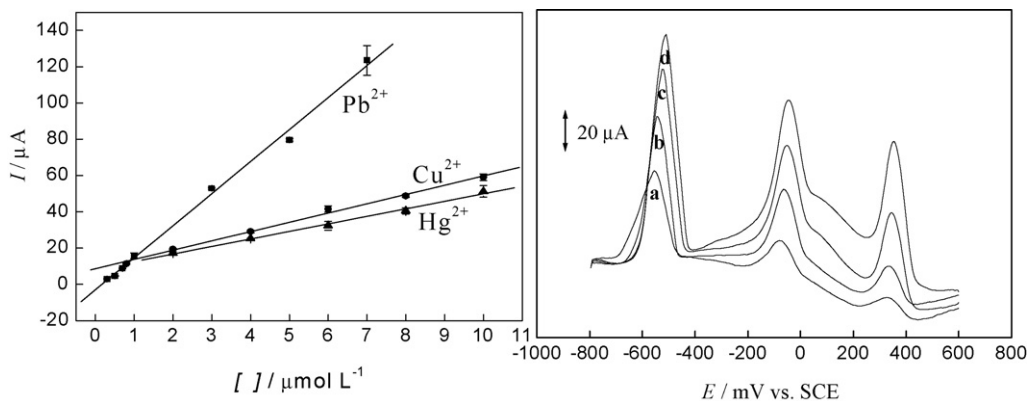 140
120
100
80
60
40
20
0
-20
I / µA
Pb²⁺
Cu²⁺
Hg²⁺
0 1 2 3 4 5 6 7 8 9 10 11
[ ] / µmol L⁻¹
d
c
b
a
20 µA
-1000 -800 -600 -400 -200 0 200 400 600 800
E / mV vs. SCE